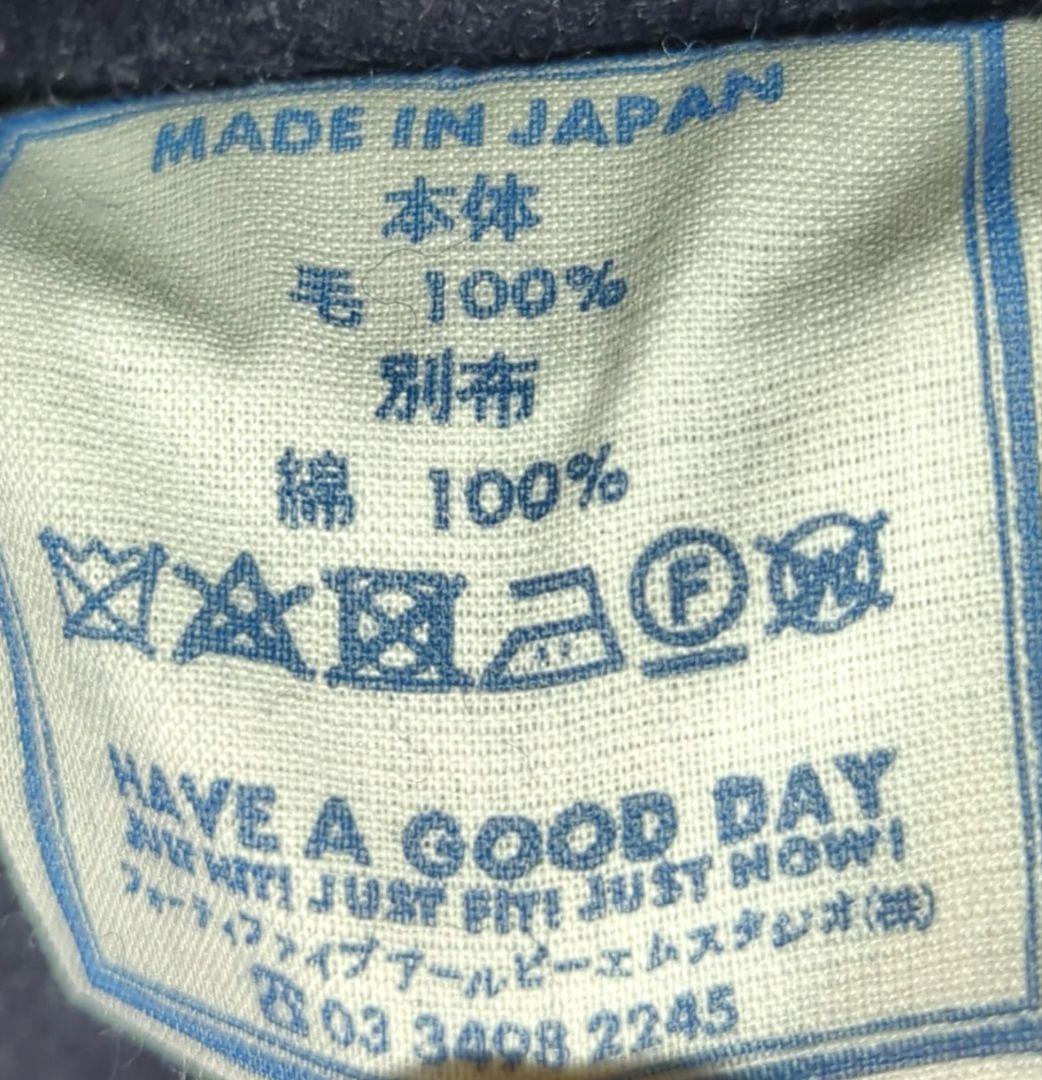 MADE IN JAPAN
本体
毛 100%
別布
綿 100%
F
W
HAVE A GOOD DAY
JUST HIT! JUST FIT! JUST NOW!
フォーティファイブアールピーエムスタジオ(株)
☎03 3408 2245